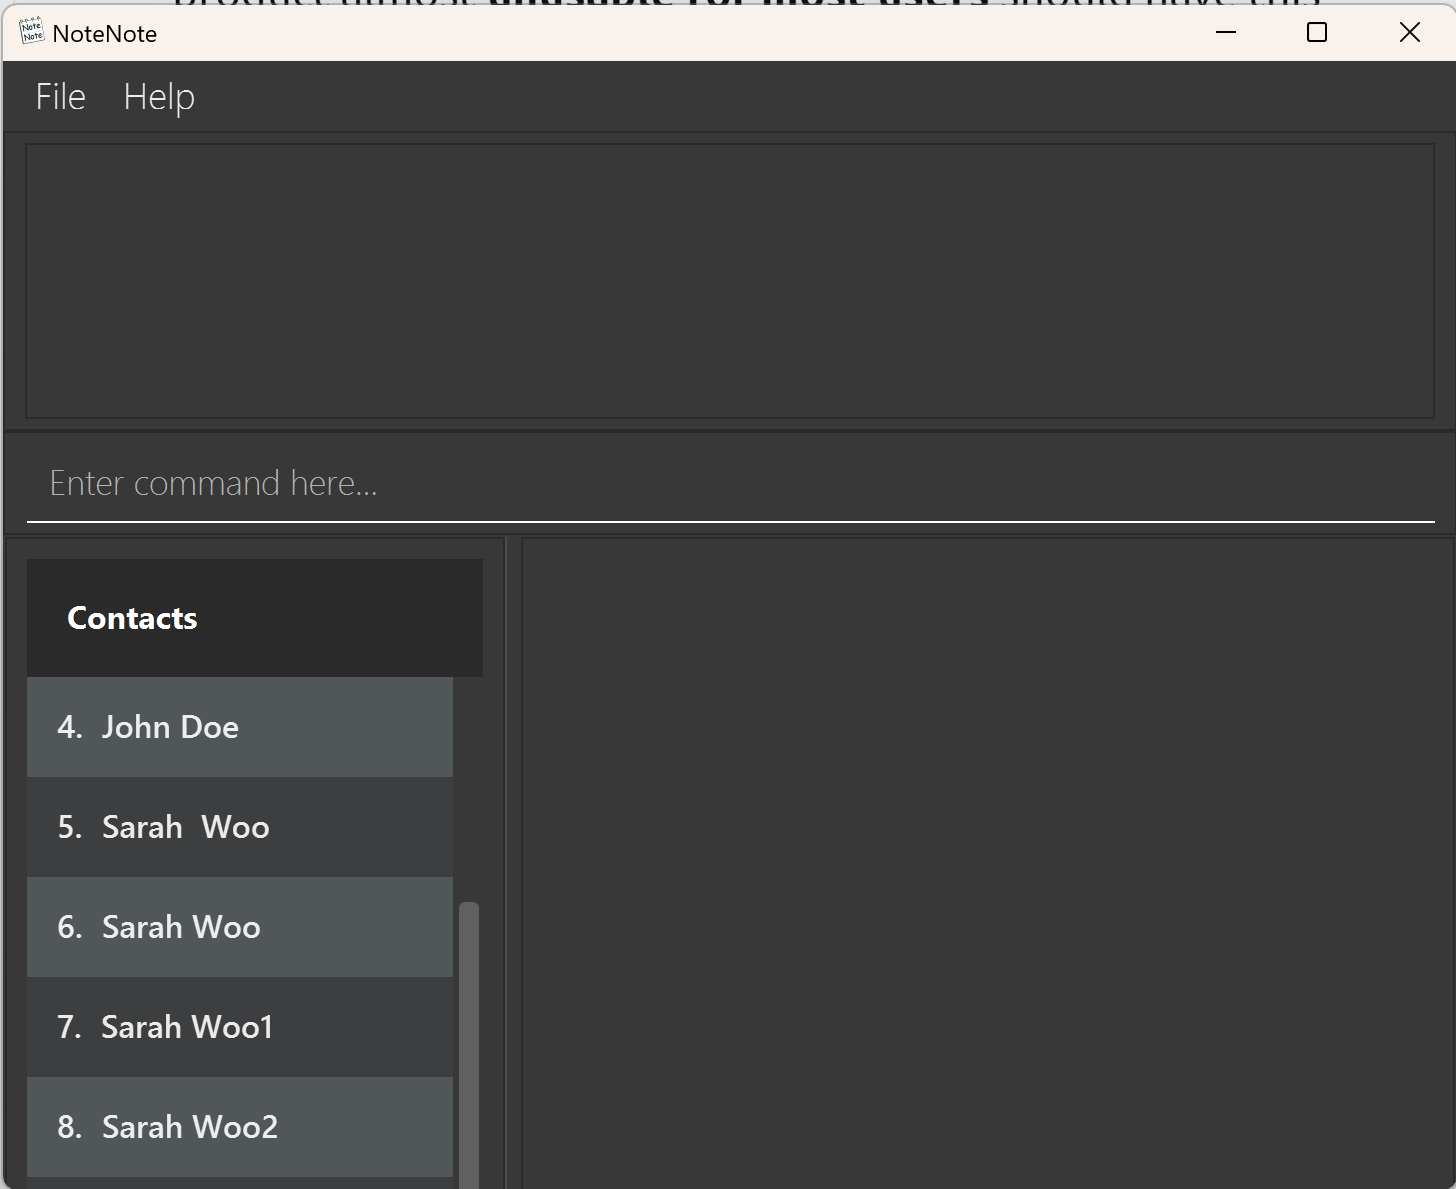 NoteNote
File Help
Enter command here...
Contacts
4. John Doe
5. Sarah  Woo
6. Sarah Woo
7. Sarah Woo1
8. Sarah Woo2